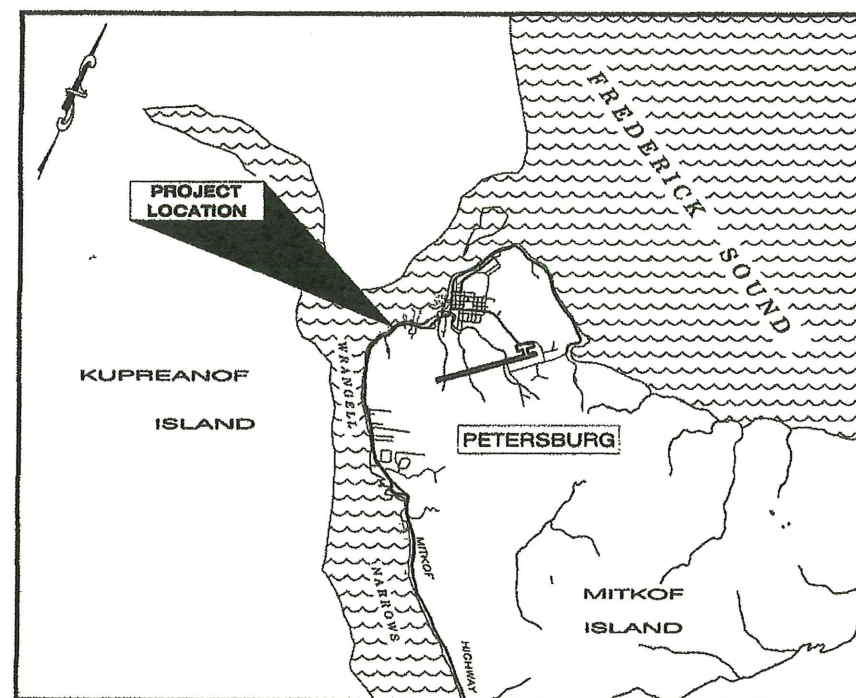 FREDERICK SOUND
PROJECT
LOCATION
WRANGELL NARROWS
KUPREANOF
ISLAND
PETERSBURG
MITKOF HIGHWAY
MITKOF
ISLAND